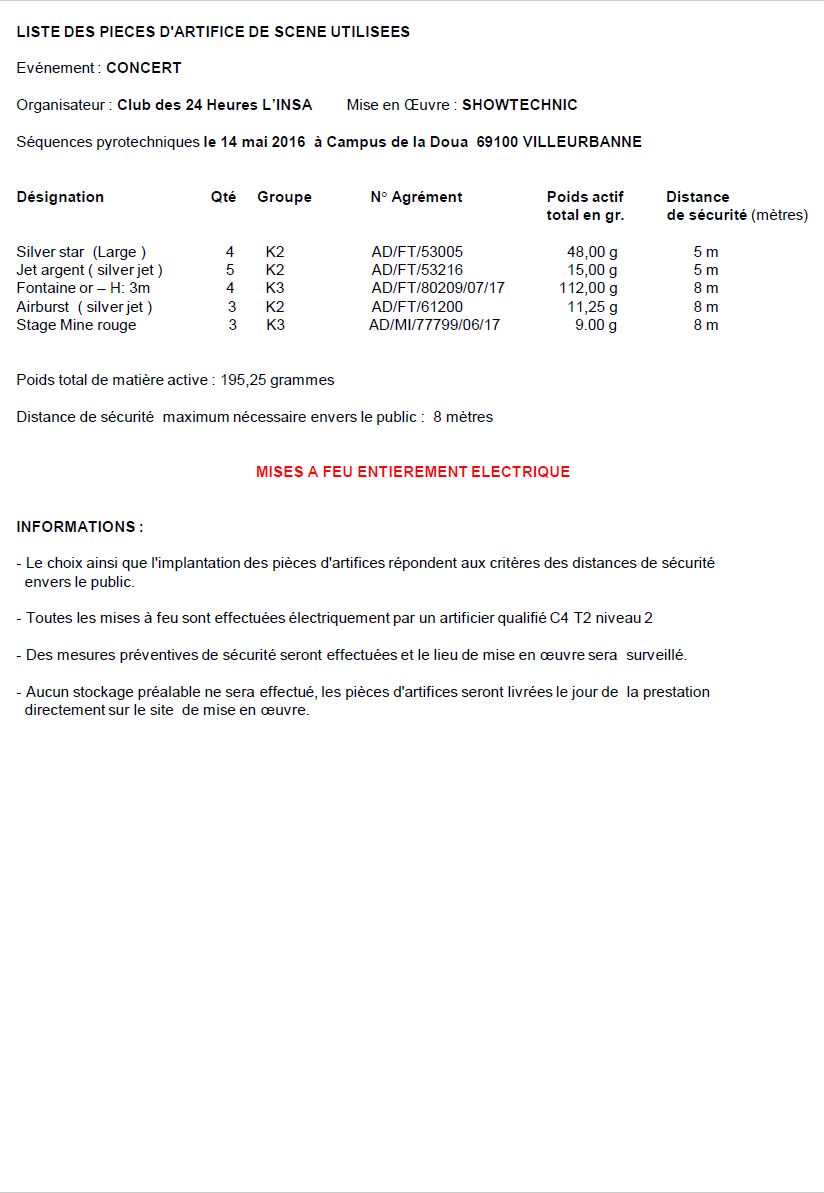 LISTE DES PIECES D'ARTIFICE DE SCENE UTILISEES
Evénement : CONCERT
Organisateur : Club des 24 Heures L'INSA Mise en Œuvre : SHOWTECHNIC
Séquences pyrotechniques le 14 mai 2016 à Campus de la Doua 69100 VILLEURBANNE
Désignation Qté Groupe N° Agrément Poids actif Distance
total en gr. de sécurité (mètres)
Silver star (Large ) 4 K2 AD/FT/53005 48,00 g 5 m
Jet argent ( silver jet ) 5 K2 AD/FT/53216 15,00 g 5 m
Fontaine or – H: 3m 4 K3 AD/FT/80209/07/17 112,00 g 8 m
Airburst ( silver jet ) 3 K2 AD/FT/61200 11,25 g 8 m
Stage Mine rouge 3 K3 AD/MI/77799/06/17 9.00 g 8 m
Poids total de matière active : 195,25 grammes
Distance de sécurité maximum nécessaire envers le public : 8 mètres
MISES A FEU ENTIEREMENT ELECTRIQUE
INFORMATIONS :
- Le choix ainsi que l'implantation des pièces d'artifices répondent aux critères des distances de sécurité
envers le public.
- Toutes les mises à feu sont effectuées électriquement par un artificier qualifié C4 T2 niveau 2
- Des mesures préventives de sécurité seront effectuées et le lieu de mise en œuvre sera surveillé.
- Aucun stockage préalable ne sera effectué, les pièces d'artifices seront livrées le jour de la prestation
directement sur le site de mise en œuvre.